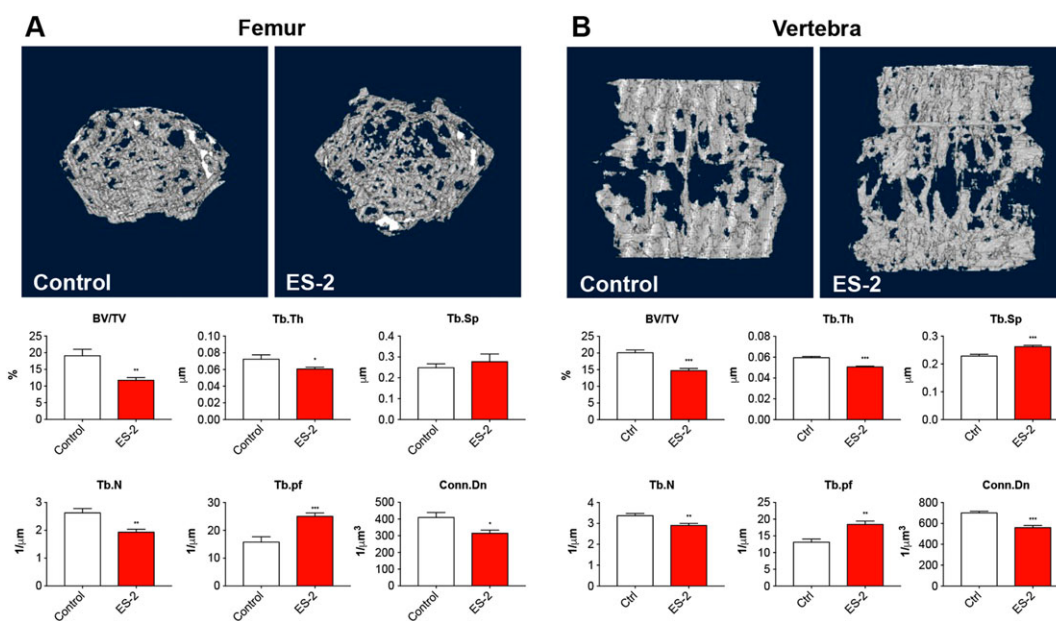 A Femur
B Vertebra
Control
ES-2
Control
ES-2
BV/TV
Tb.Th
Tb.Sp
BV/TV
Tb.Th
Tb.Sp
25
20
15
10
5
0
%
**
Control
ES-2
0.10
0.08
0.06
0.04
0.02
0.00
μm
*
Control
ES-2
0.4
0.3
0.2
0.1
0.0
μm
Control
ES-2
25
20
15
10
5
0
%
***
Ctrl
ES-2
0.08
0.06
0.04
0.02
0.00
μm
***
Ctrl
ES-2
0.3
0.2
0.1
0.0
μm
***
Ctrl
ES-2
Tb.N
Tb.pf
Conn.Dn
Tb.N
Tb.pf
Conn.Dn
3
2
1
0
1/μm
**
Control
ES-2
30
20
10
0
1/μm
***
Control
ES-2
500
400
300
200
100
0
1/μm³
*
Control
ES-2
4
3
2
1
0
1/μm
**
Ctrl
ES-2
25
20
15
10
5
0
1/μm
**
Ctrl
ES-2
800
600
400
200
0
1/μm³
***
Ctrl
ES-2